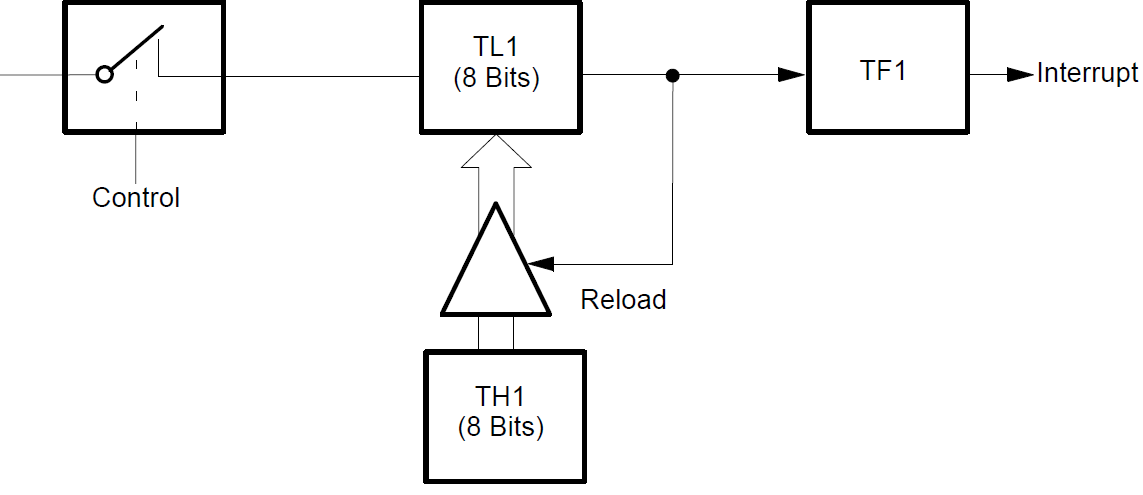 TL1
(8 Bits)
TF1
Interrupt
Control
Reload
TH1
(8 Bits)